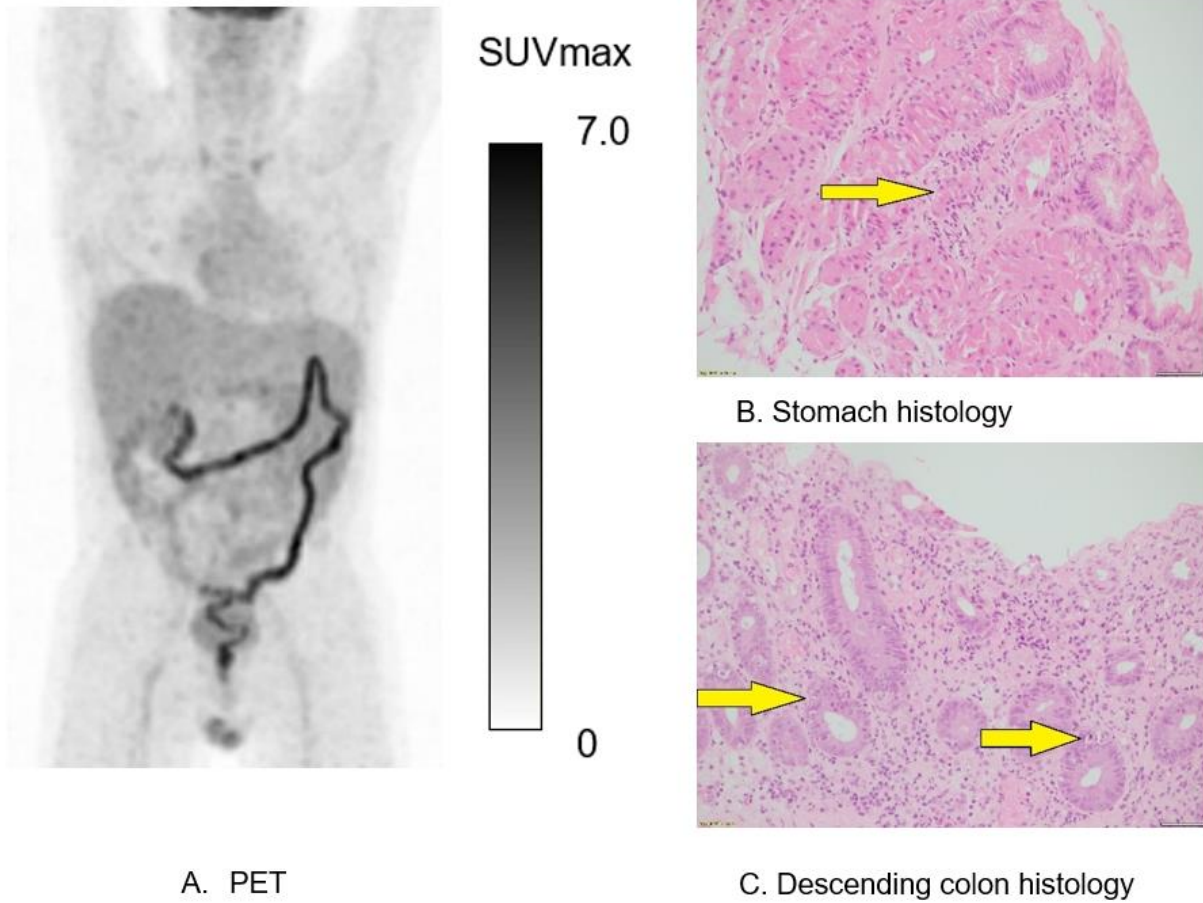 SUVmax
7.0
0
A. PET
B. Stomach histology
C. Descending colon histology